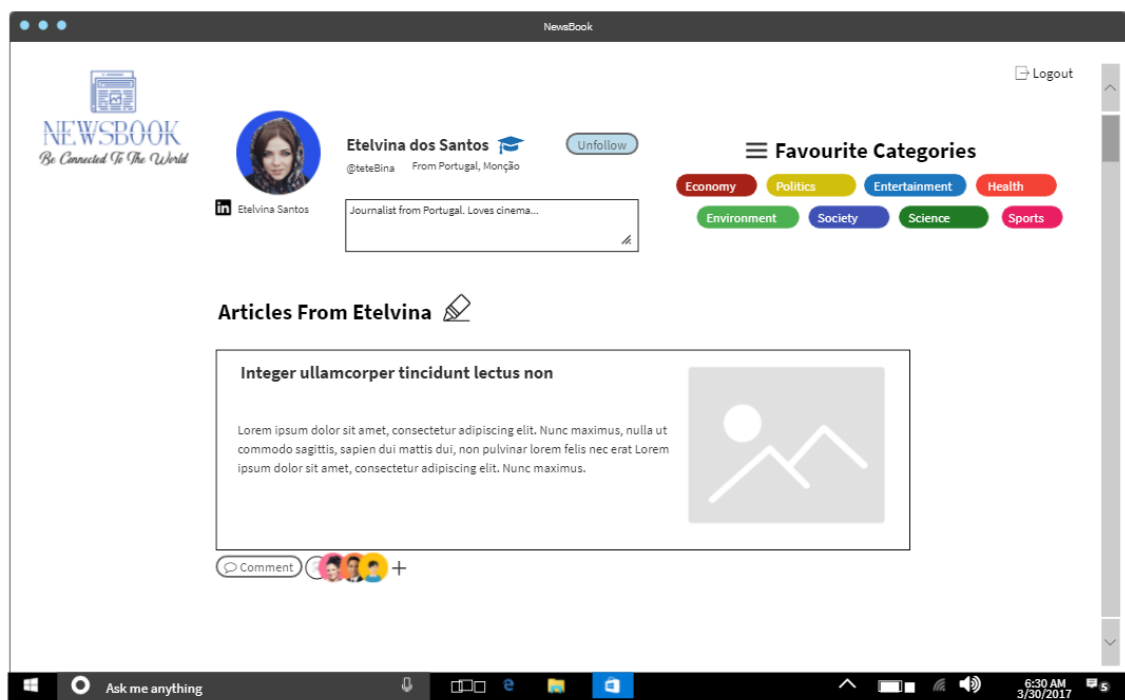 NewsBook
Logout
NEWSBOOK
Be Connected To The World
Etelvina dos Santos
Unfollow
@teteBina From Portugal, Monção
in Etelvina Santos
Journalist from Portugal. Loves cinema...
Favourite Categories
Economy Politics Entertainment Health
Environment Society Science Sports
Articles From Etelvina
Integer ullamcorper tincidunt lectus non
Lorem ipsum dolor sit amet, consectetur adipiscing elit. Nunc maximus, nulla ut
commodo sagittis, sapien dui mattis dui, non pulvinar lorem felis nec erat Lorem
ipsum dolor sit amet, consectetur adipiscing elit. Nunc maximus.
Comment
Ask me anything
6:30 AM
3/30/2017
5